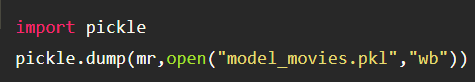 import pickle
pickle.dump(mr,open("model_movies.pkl","wb"))